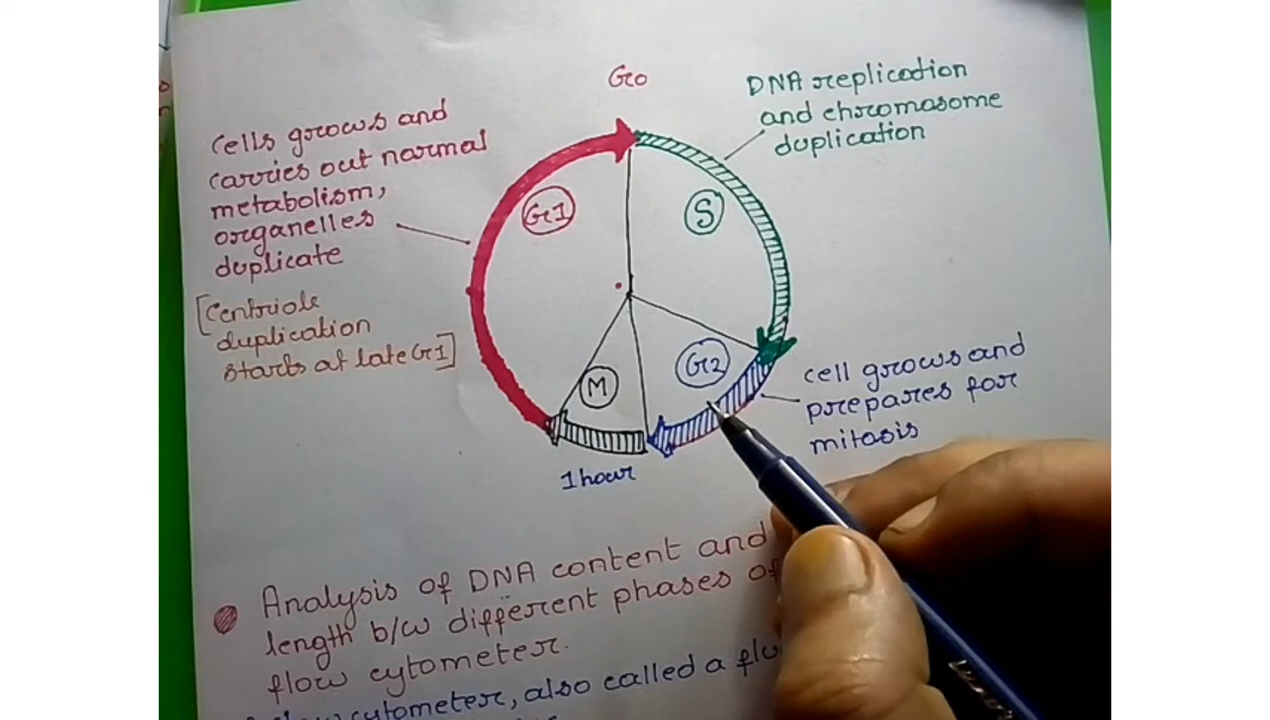 G0
DNA replication
and chromosome
duplication
Cells grows and
carries out normal
metabolism,
organelles
duplicate
[Centriole
duplication
starts at late G1]
G1
S
G2
M
cell grows and
prepares for
mitosis
1 hour
Analysis of DNA content and
length b/w different phases of
flow cytometer.
cytometer, also called a